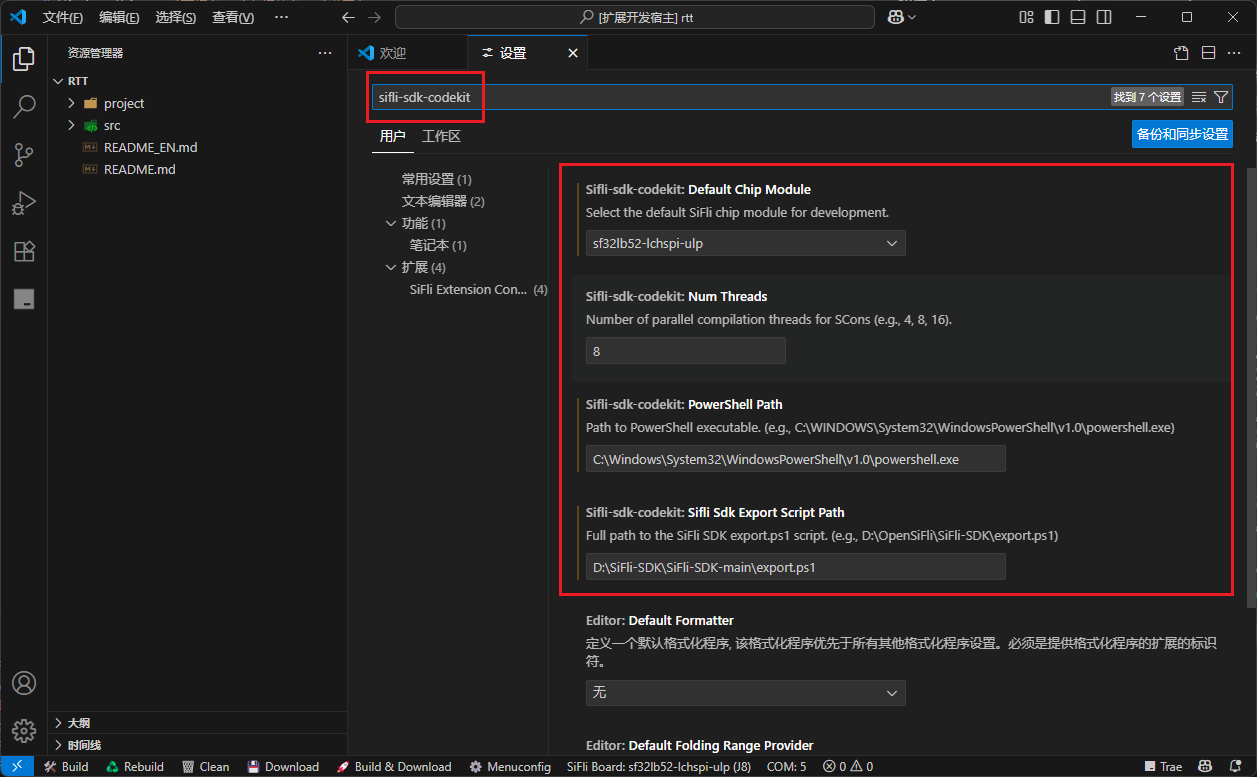 文件(F) 编辑(E) 选择(S) 查看(V) ··· [扩展开发宿主] rtt
资源管理器 ···
欢迎 设置
RTT
project
src
README_EN.md
README.md
sifli-sdk-codekit 找到 7 个设置
用户 工作区 备份和同步设置
常用设置 (1)
文本编辑器 (2)
功能 (1)
笔记本 (1)
扩展 (4)
SiFli Extension Con... (4)
Sifli-sdk-codekit: Default Chip Module
Select the default SiFli chip module for development.
sf32lb52-lchspi-ulp
Sifli-sdk-codekit: Num Threads
Number of parallel compilation threads for SCons (e.g., 4, 8, 16).
8
Sifli-sdk-codekit: PowerShell Path
Path to PowerShell executable. (e.g., C:\WINDOWS\System32\WindowsPowerShell\v1.0\powershell.exe)
C:\Windows\System32\WindowsPowerShell\v1.0\powershell.exe
Sifli-sdk-codekit: Sifli Sdk Export Script Path
Full path to the SiFli SDK export.ps1 script. (e.g., D:\OpenSiFli\SiFli-SDK\export.ps1)
D:\SiFli-SDK\SiFli-SDK-main\export.ps1
Editor: Default Formatter
定义一个默认格式化程序, 该格式化程序优先于所有其他格式化程序设置。必须是提供格式化程序的扩展的标识
符。
无
Editor: Default Folding Range Provider
大纲
时间线
Build Rebuild Clean Download Build & Download Menuconfig SiFli Board: sf32lb52-lchspi-ulp (J8) COM: 5 0 0 Trae